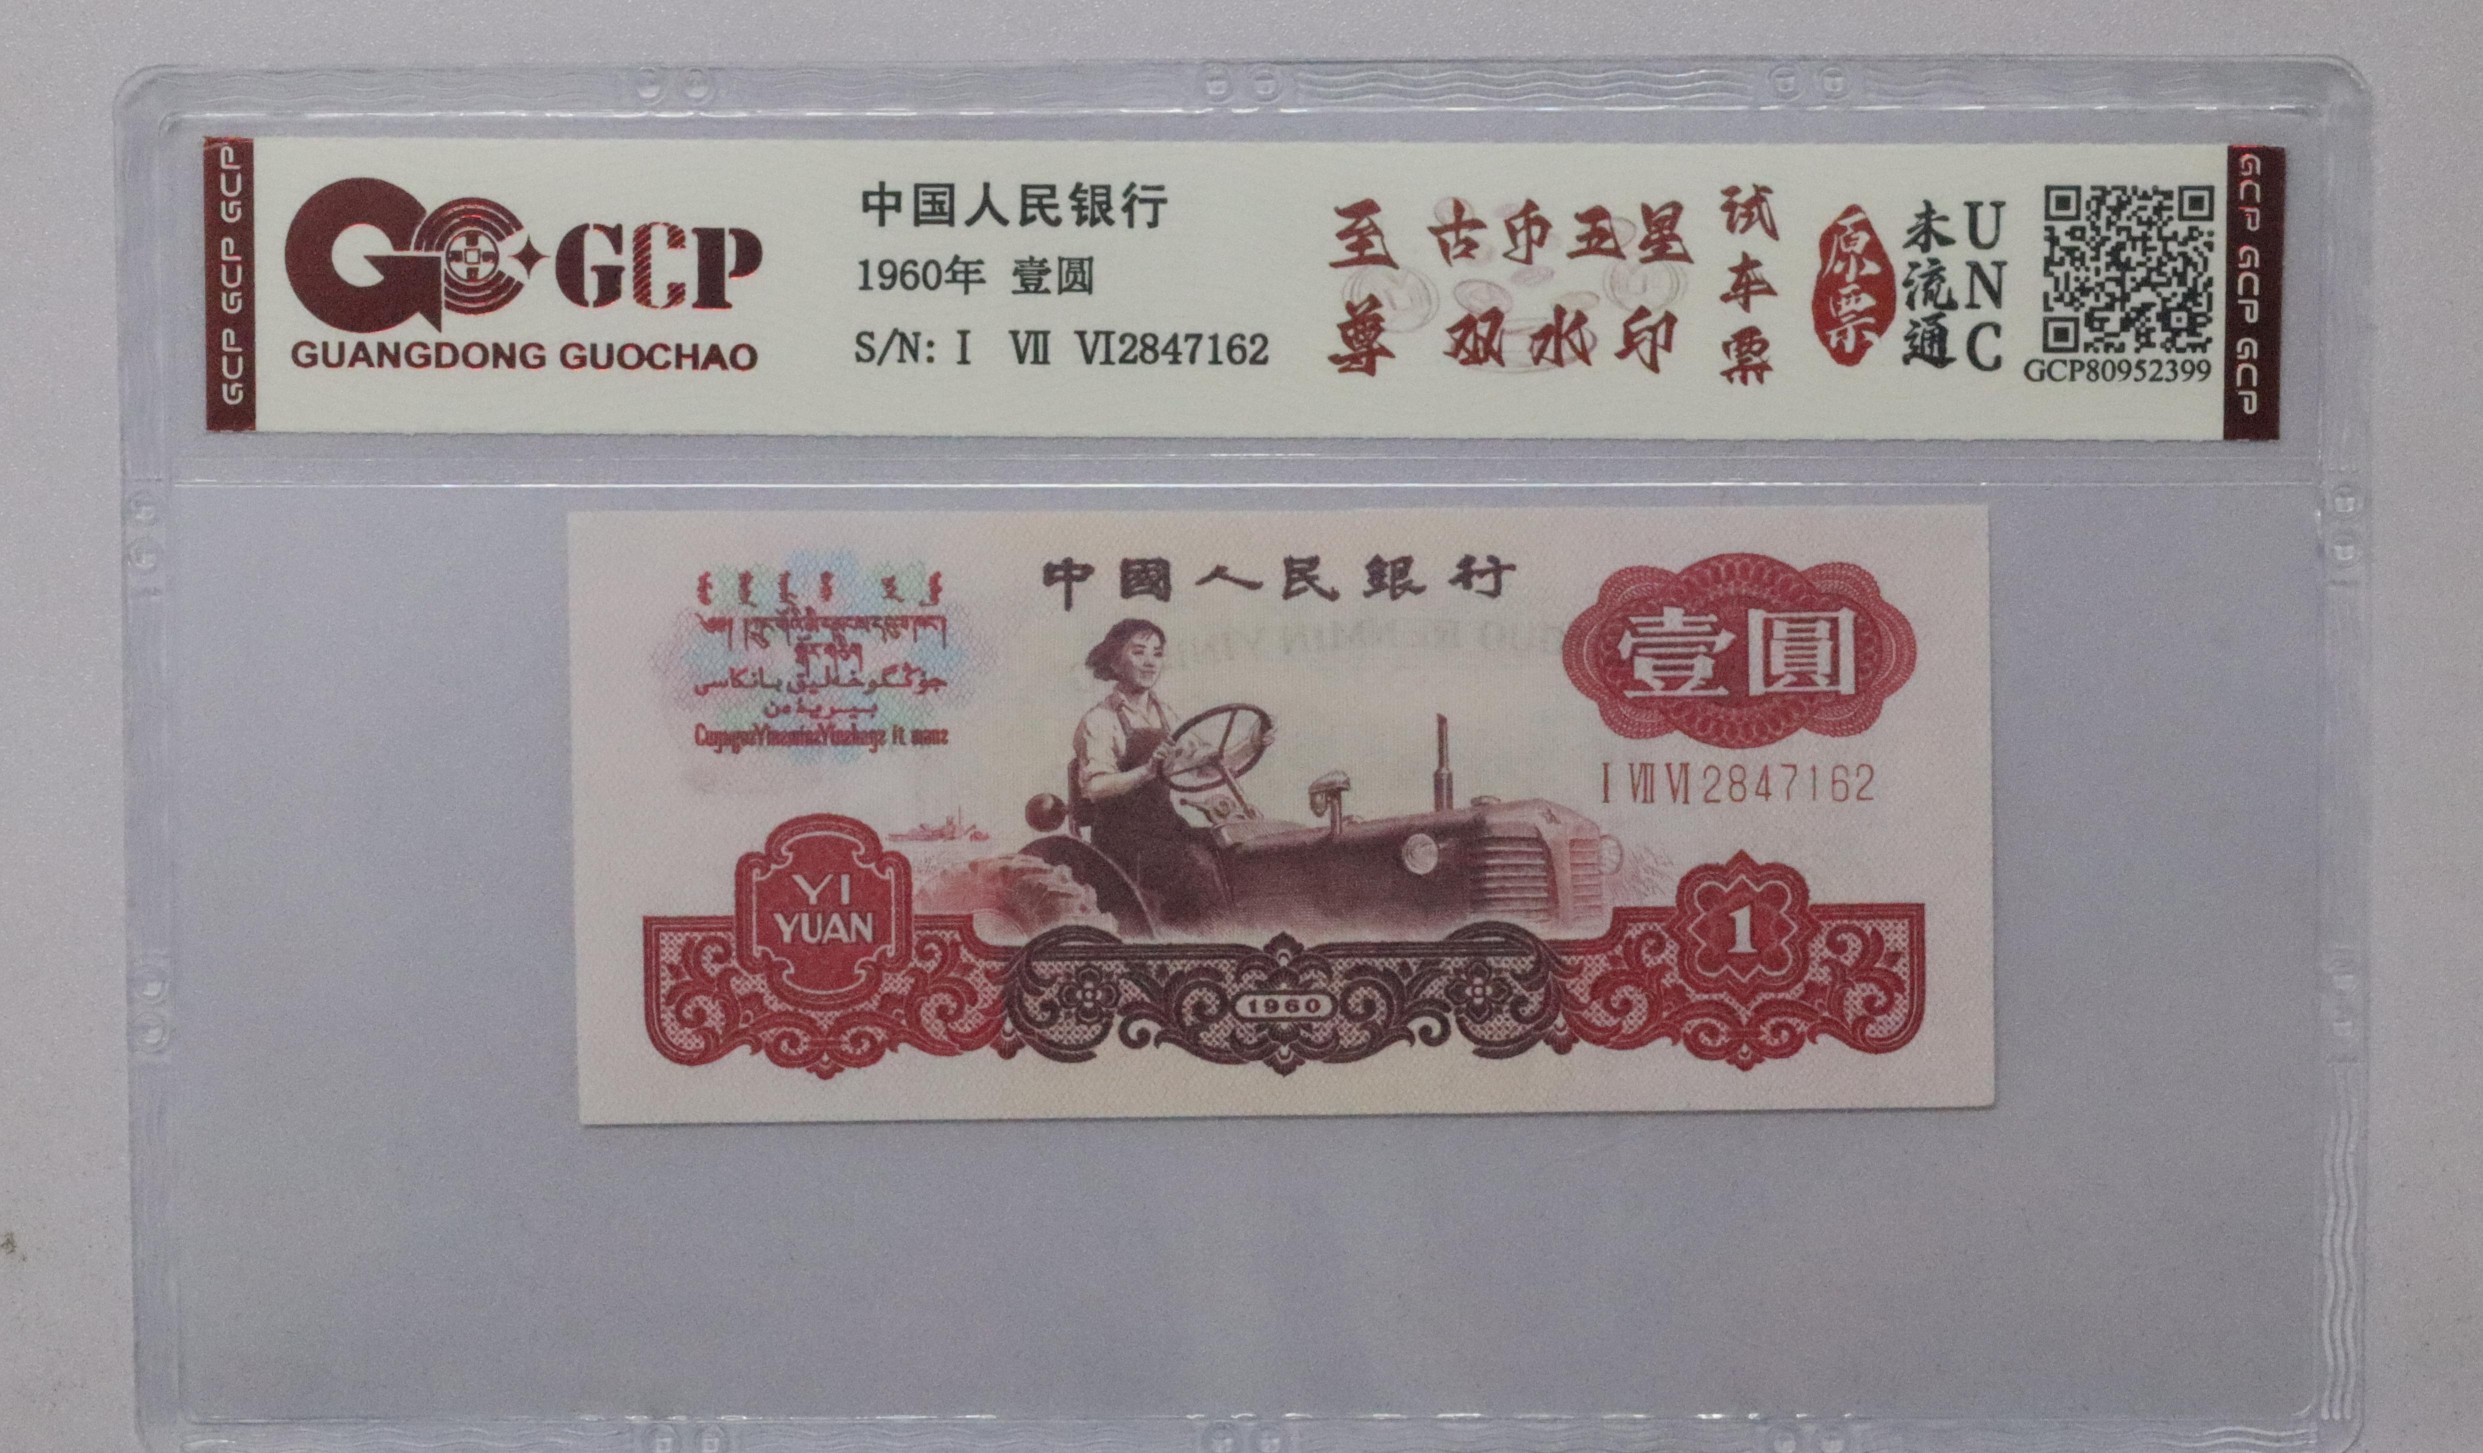 GCP GCP GCP
GCP
GUANGDONG GUOCHAO
中国人民银行
1960年 壹圆
S/N: I VII VI2847162
至尊
古币五星
双水印
试车票
原票
未流通
UNC
GCP80952399
GCP GCP GCP
中國人民銀行
壹圓
I VII VI 2847162
YI
YUAN
1960
1